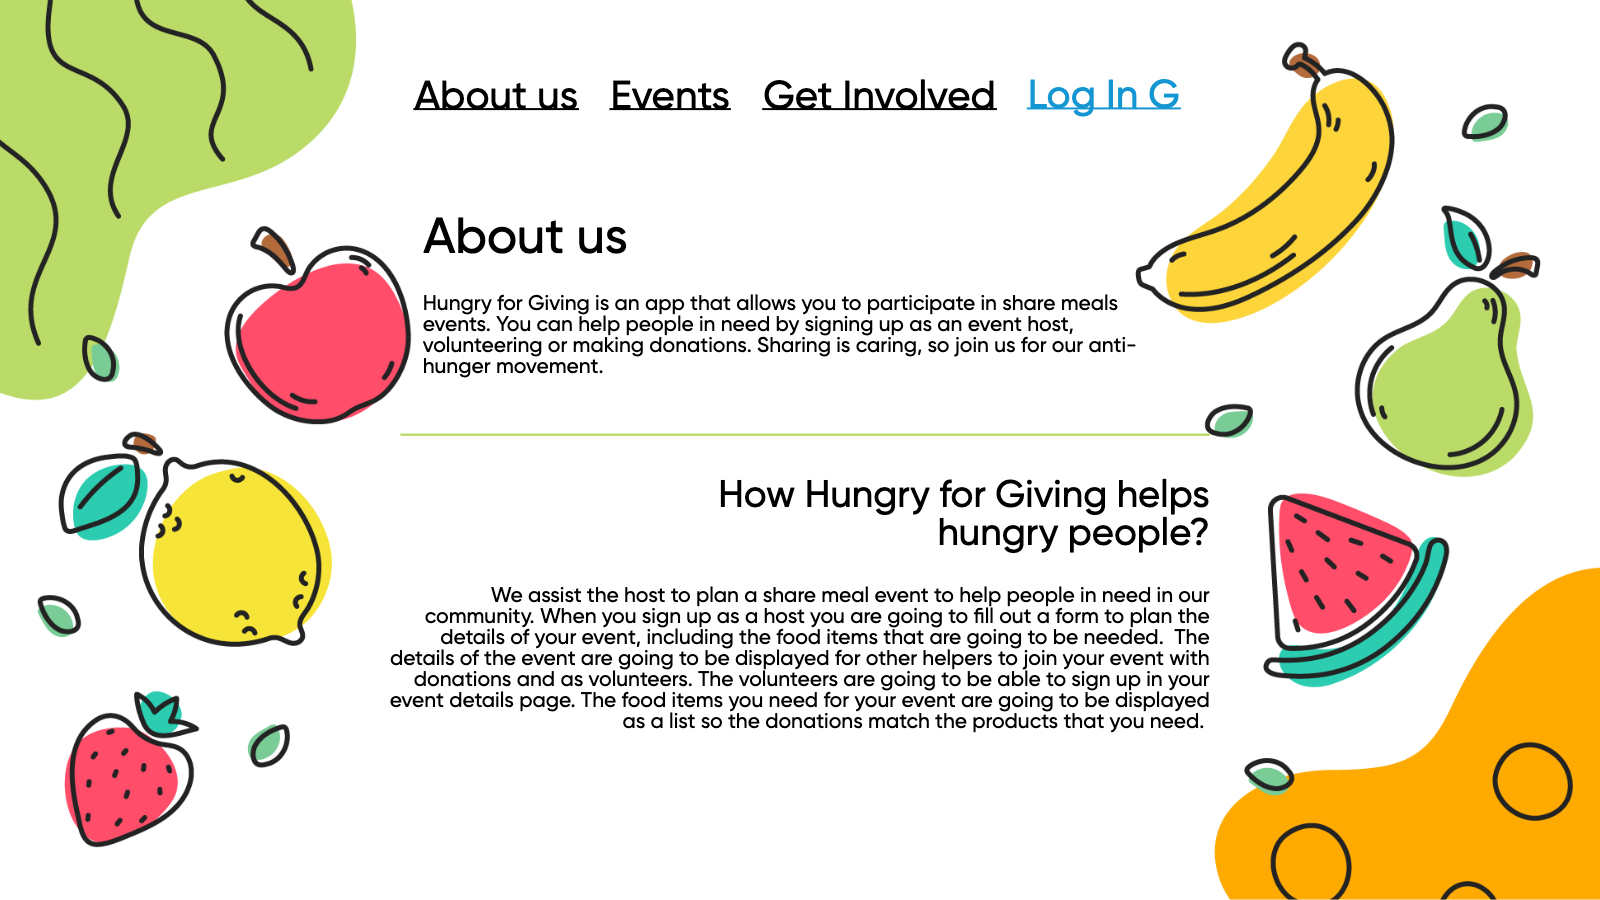 About us Events Get Involved Log In G
About us
Hungry for Giving is an app that allows you to participate in share meals
events. You can help people in need by signing up as an event host,
volunteering or making donations. Sharing is caring, so join us for our anti-
hunger movement.
How Hungry for Giving helps
hungry people?
We assist the host to plan a share meal event to help people in need in our
community. When you sign up as a host you are going to fill out a form to plan the
details of your event, including the food items that are going to be needed.  The
details of the event are going to be displayed for other helpers to join your event with
donations and as volunteers. The volunteers are going to be able to sign up in your
event details page. The food items you need for your event are going to be displayed
as a list so the donations match the products that you need.